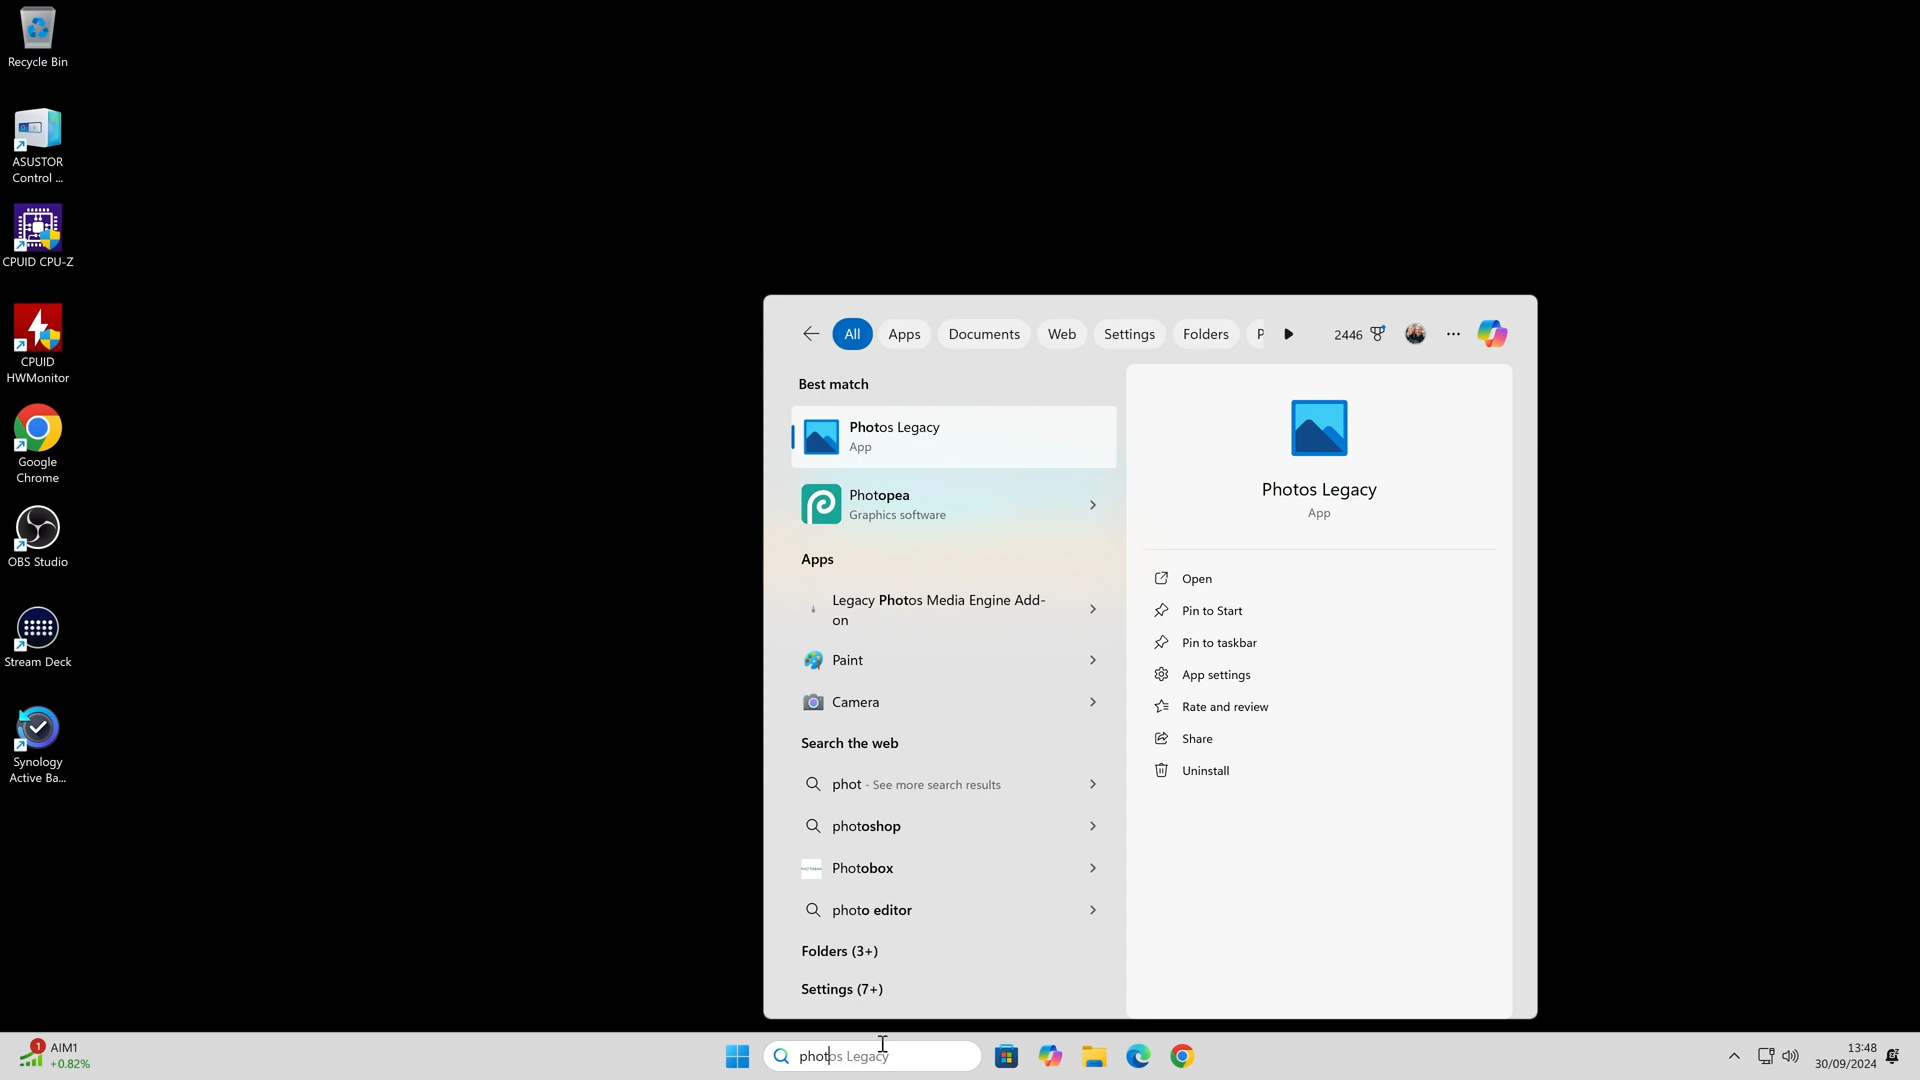 Recycle Bin
ASUSTOR
Control ...
CPUID CPU-Z
CPUID
HWMonitor
Google
Chrome
OBS Studio
Stream Deck
Synology
Active Ba...
All
Apps
Documents
Web
Settings
Folders
P
2446
Best match
Photos Legacy
App
Photopea
Graphics software
Apps
Legacy Photos Media Engine Add-
on
Paint
Camera
Search the web
phot - See more search results
photoshop
Photobox
photo editor
Folders (3+)
Settings (7+)
Photos Legacy
App
Open
Pin to Start
Pin to taskbar
App settings
Rate and review
Share
Uninstall
1
AIM1
+0.82%
photos Legacy
13:48
30/09/2024